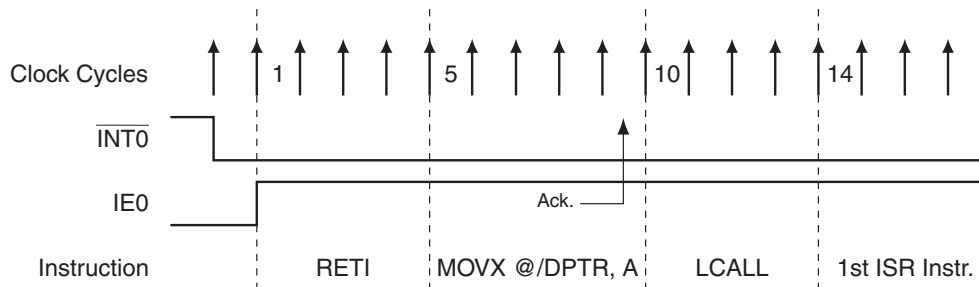 Clock Cycles 1 5 10 14
INT0
IE0
Ack.
Instruction RETI MOVX @/DPTR, A LCALL 1st ISR Instr.